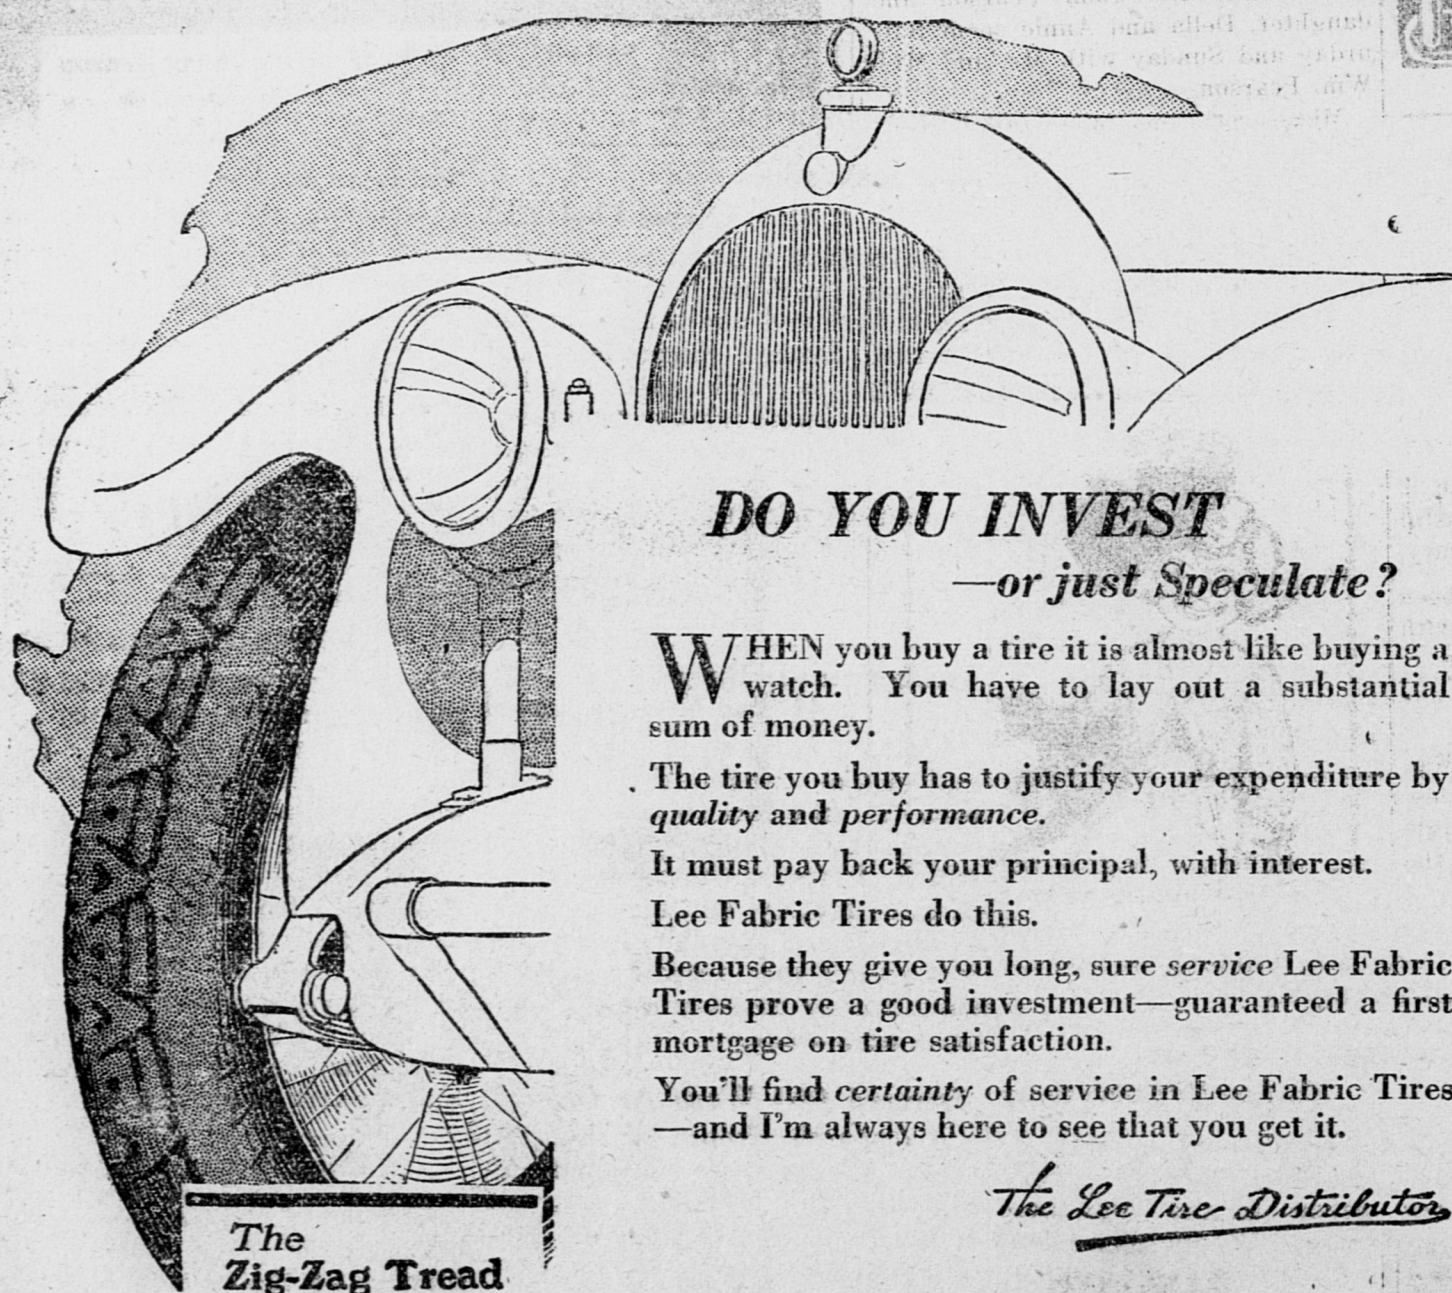 DO YOU INVEST
—or just Speculate?
WHEN you buy a tire it is almost like buying a
watch. You have to lay out a substantial
sum of money.
The tire you buy has to justify your expenditure by
quality and performance.
It must pay back your principal, with interest.
Lee Fabric Tires do this.
Because they give you long, sure service Lee Fabric
Tires prove a good investment—guaranteed a first
mortgage on tire satisfaction.
You'll find certainty of service in Lee Fabric Tires
—and I'm always here to see that you get it.
The Lee Tire Distributor
The
Zig-Zag Tread